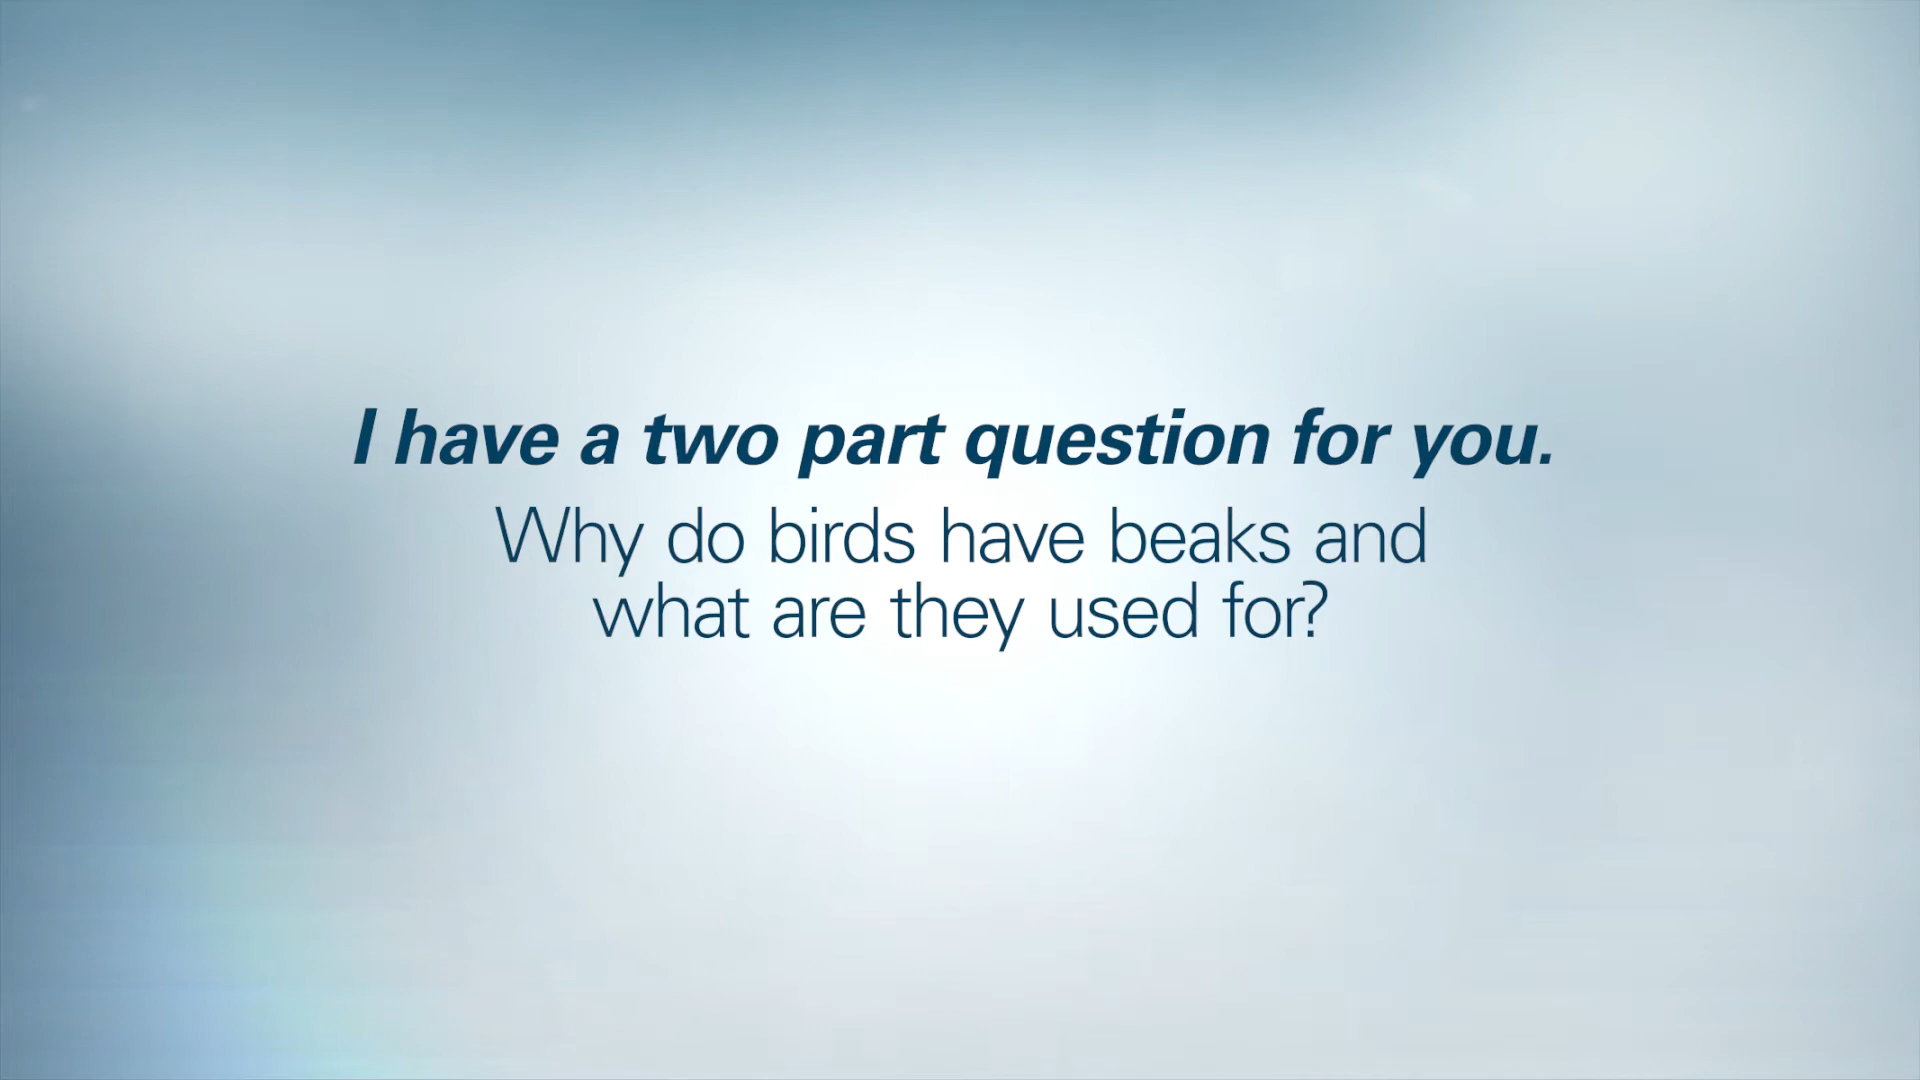 I have a two part question for you.
Why do birds have beaks and
what are they used for?